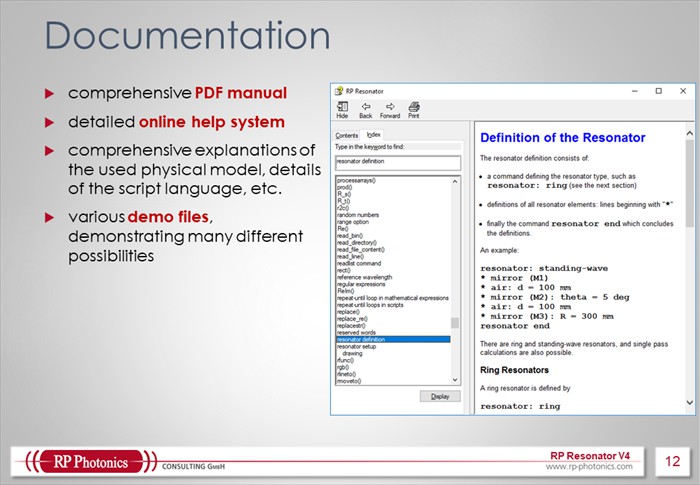 Documentation
comprehensive PDF manual
detailed online help system
comprehensive explanations of
the used physical model, details
of the script language, etc.
various demo files,
demonstrating many different
possibilities
RP Resonator
Hide Back Forward Print
Contents Index
Type in the keyword to find:
resonator definition
processarrays()
prod()
R_s()
R_t()
r2c()
random numbers
range option
Re()
read_bin()
read_directory()
read_file_content()
read_line()
readlist command
rect()
reference wavelength
regular expressions
ReIm()
repeat-until loop in mathematical expressions
repeat-until loops in scripts
replace()
replace_re()
replacestr()
reserved words
resonator definition
resonator setup
drawing
rfunc()
rgb()
rlineto()
rmoveto()
Display
Definition of the Resonator
The resonator definition consists of:
a command defining the resonator type, such as
resonator: ring (see the next section)
definitions of all resonator elements: lines beginning with "*"
finally the command resonator end which concludes
the definitions.
An example:
resonator: standing-wave
* mirror (M1)
* air: d = 100 mm
* mirror (M2): theta = 5 deg
* air: d = 100 mm
* mirror (M3): R = 300 mm
resonator end
There are ring and standing-wave resonators, and single pass
calculations are also possible.
Ring Resonators
A ring resonator is defined by
resonator: ring
RP Photonics
CONSULTING GmbH
RP Resonator V4
www.rp-photonics.com
12